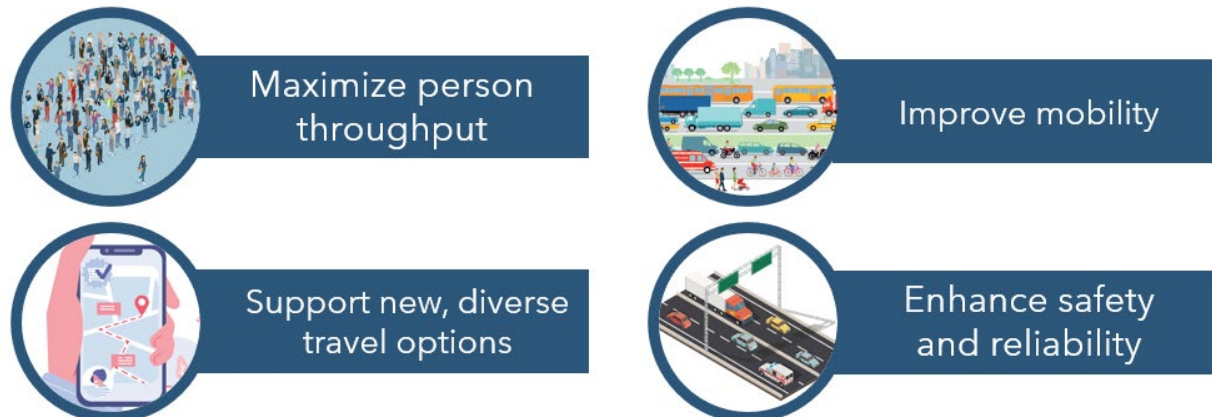 Maximize person
throughput
Improve mobility
Support new, diverse
travel options
Enhance safety
and reliability